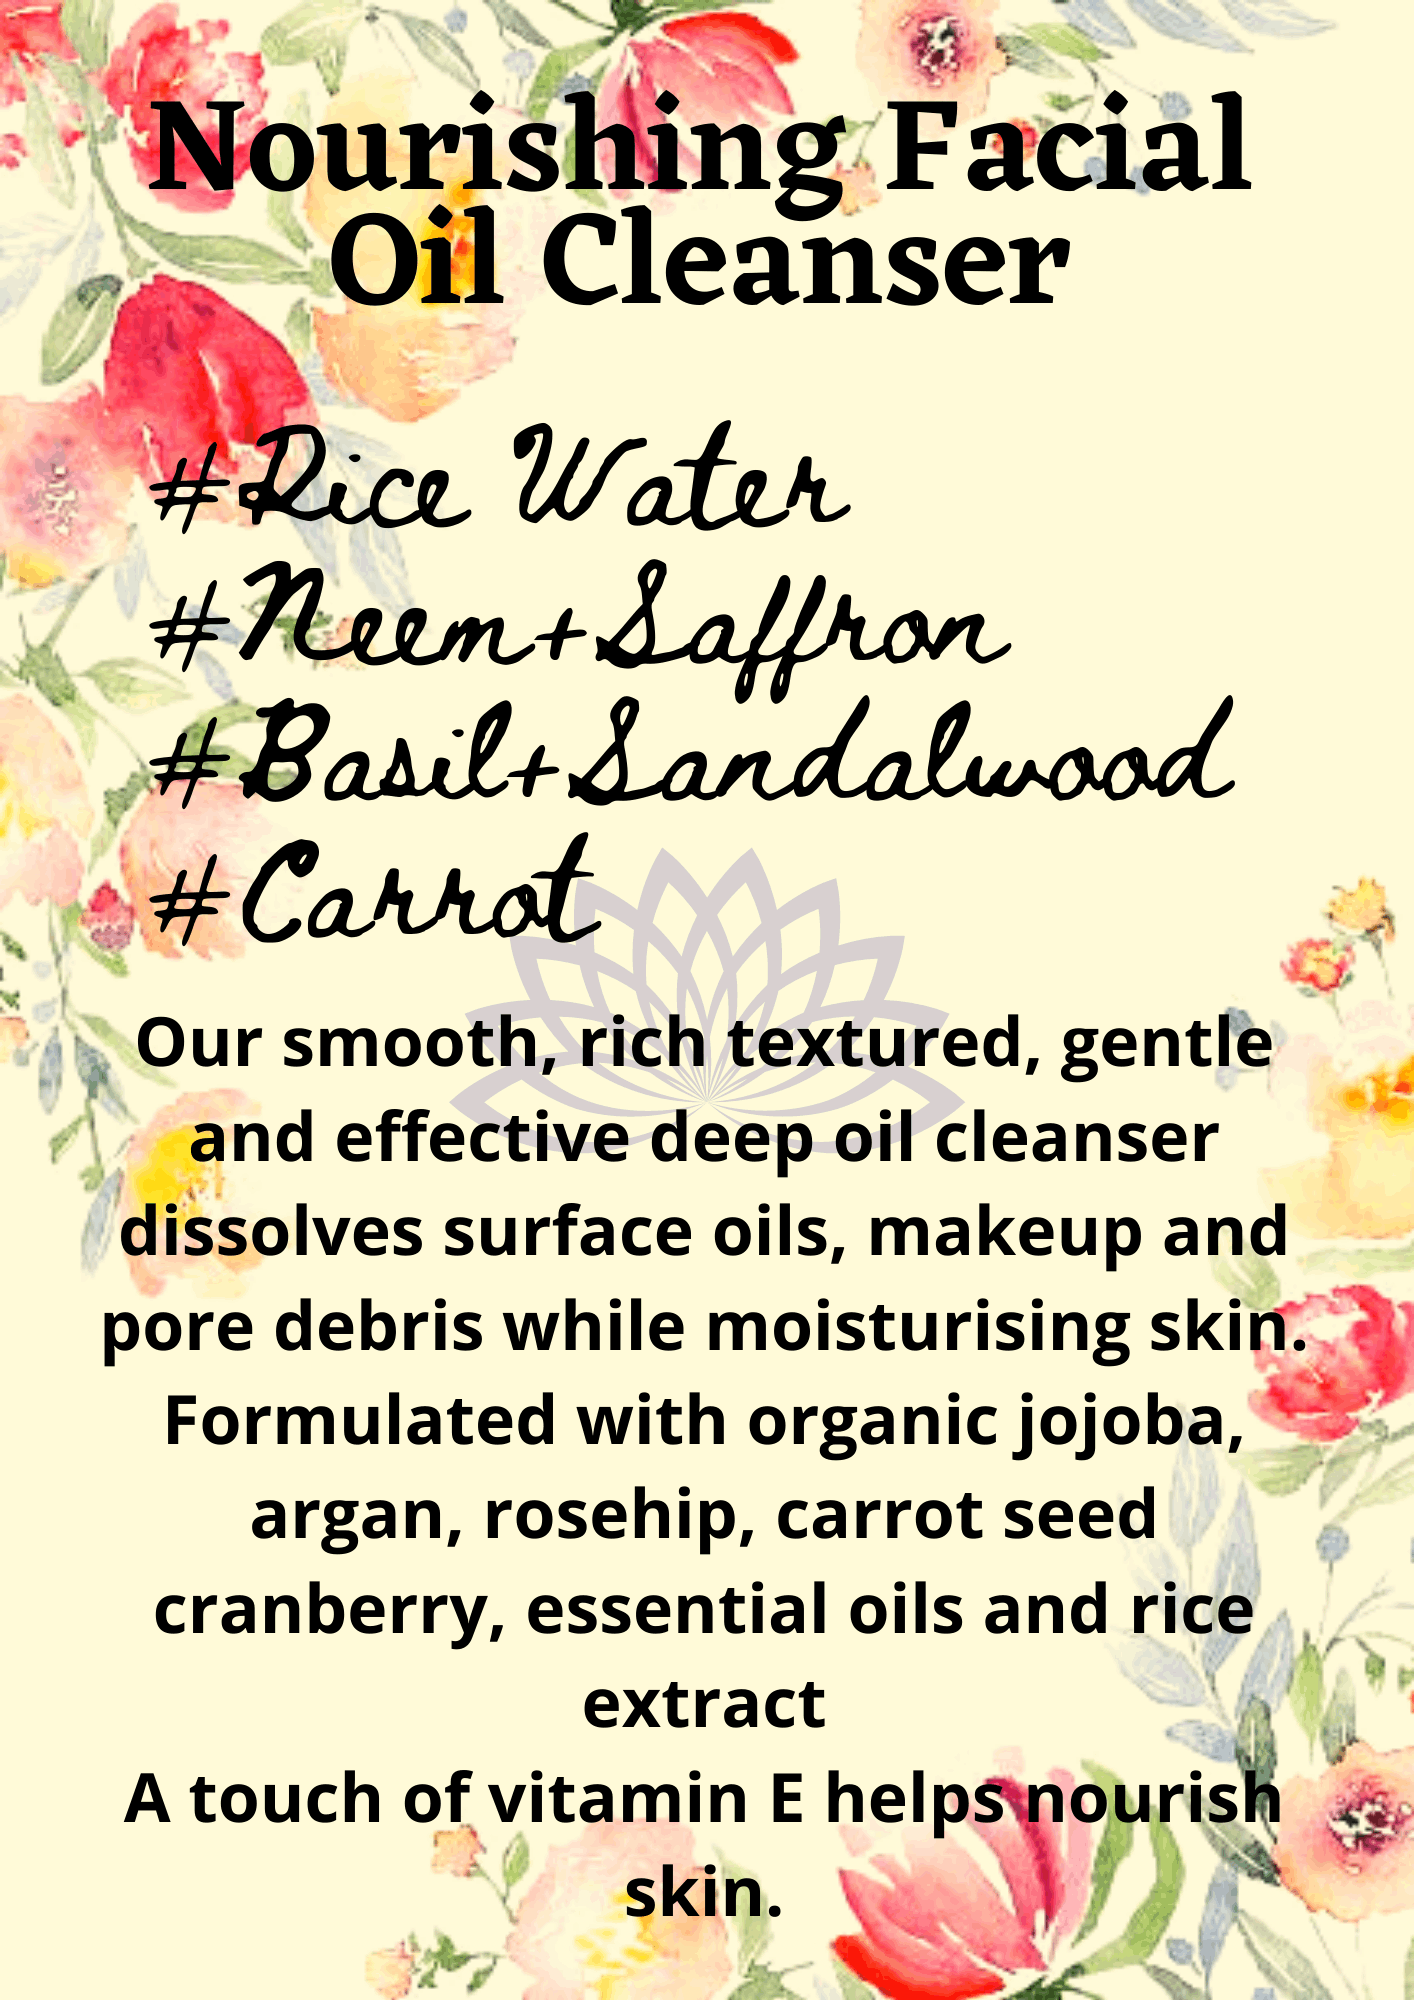 Nourishing Facial
Oil Cleanser
#Rice Water
#Neem+Saffron
#Basil+Sandalwood
#Carrot
Our smooth, rich textured, gentle
and effective deep oil cleanser
dissolves surface oils, makeup and
pore debris while moisturising skin.
Formulated with organic jojoba,
argan, rosehip, carrot seed
cranberry, essential oils and rice
extract
A touch of vitamin E helps nourish
skin.